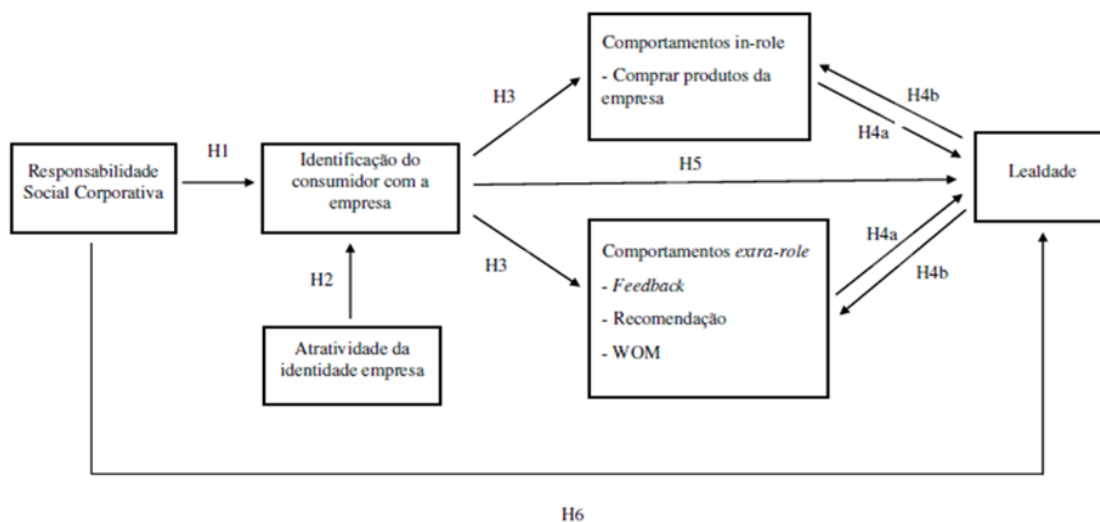 Responsabilidade
Social Corporativa
H1
Identificação do
consumidor com a
empresa
H2
Atratividade da
identidade empresa
H3
Comportamentos in-role
- Comprar produtos da
empresa
H4b
H4a
H5
Lealdade
H3
Comportamentos extra-role
- Feedback
- Recomendação
- WOM
H4a
H4b
H6